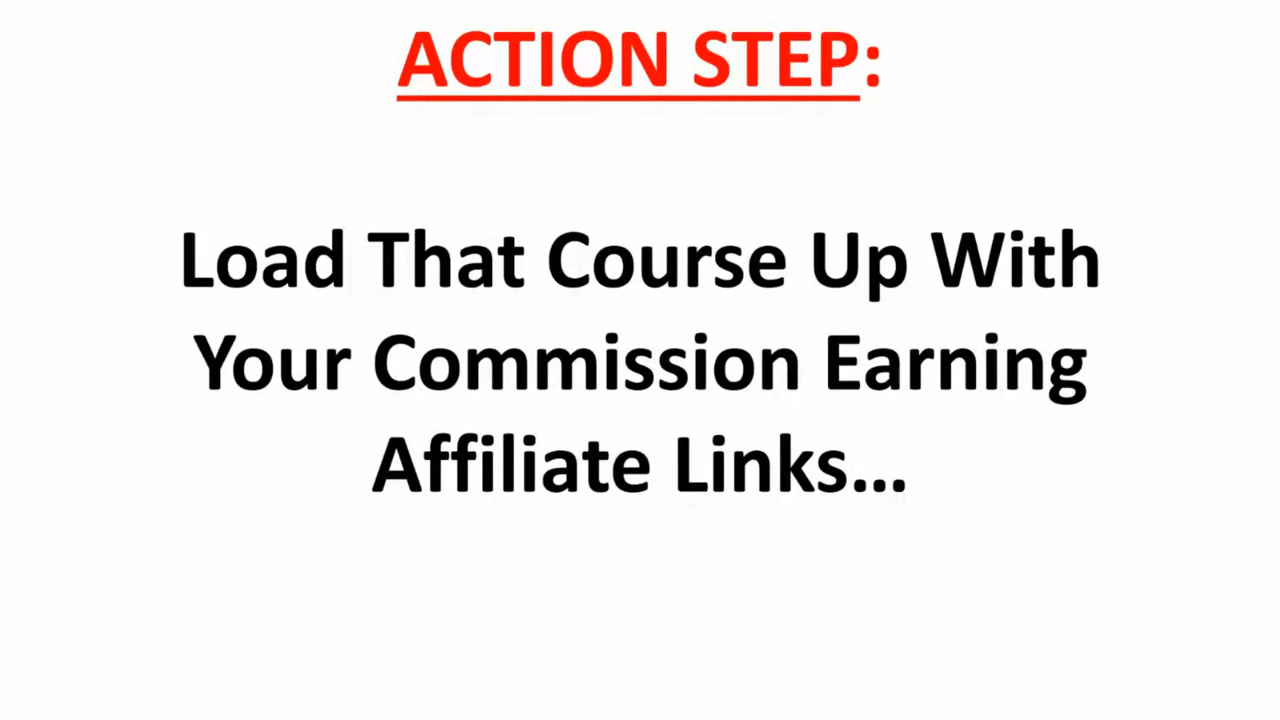 ACTION STEP:
Load That Course Up With
Your Commission Earning
Affiliate Links...